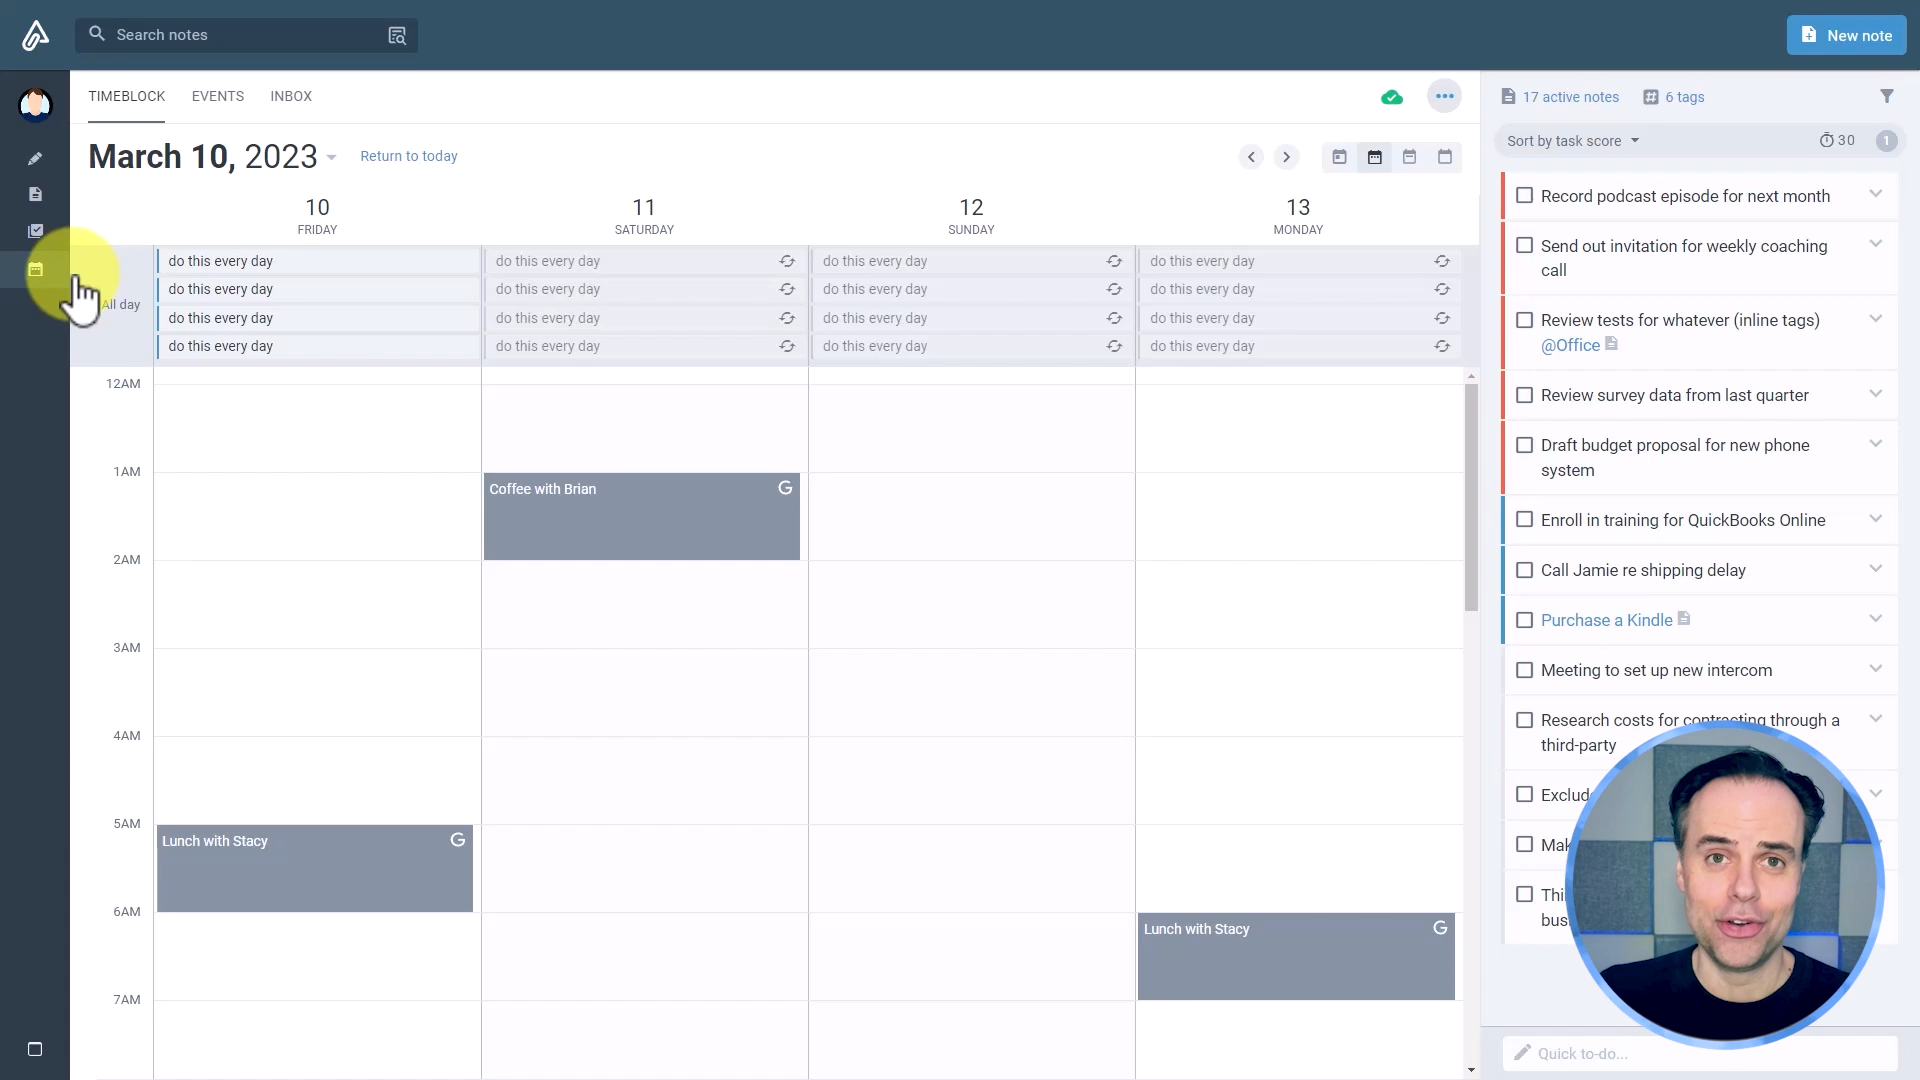 Search notes
New note
TIMEBLOCK EVENTS INBOX
March 10, 2023 Return to today
10 11 12 13
FRIDAY SATURDAY SUNDAY MONDAY
All day
do this every day do this every day do this every day do this every day
do this every day do this every day do this every day do this every day
do this every day do this every day do this every day do this every day
do this every day do this every day do this every day do this every day
12AM
1AM
Coffee with Brian G
2AM
3AM
4AM
5AM
Lunch with Stacy G
6AM
Lunch with Stacy G
7AM
17 active notes 6 tags
Sort by task score 30 1
Record podcast episode for next month
Send out invitation for weekly coaching
call
Review tests for whatever (inline tags)
@Office
Review survey data from last quarter
Draft budget proposal for new phone
system
Enroll in training for QuickBooks Online
Call Jamie re shipping delay
Purchase a Kindle
Meeting to set up new intercom
Research costs for contracting through a
third-party
Quick to-do...